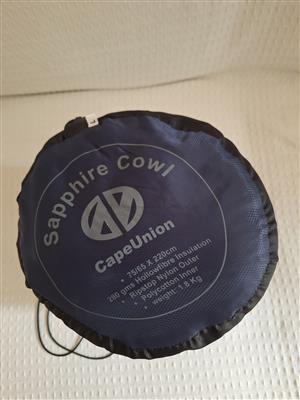 Sapphire Cowl
CapeUnion
• 75/65 X 220cm
280 gms Hollowfibre Insulation
• Ripstop Nylon Outer
• Polycotton Inner
• weight, 1.8 Kg